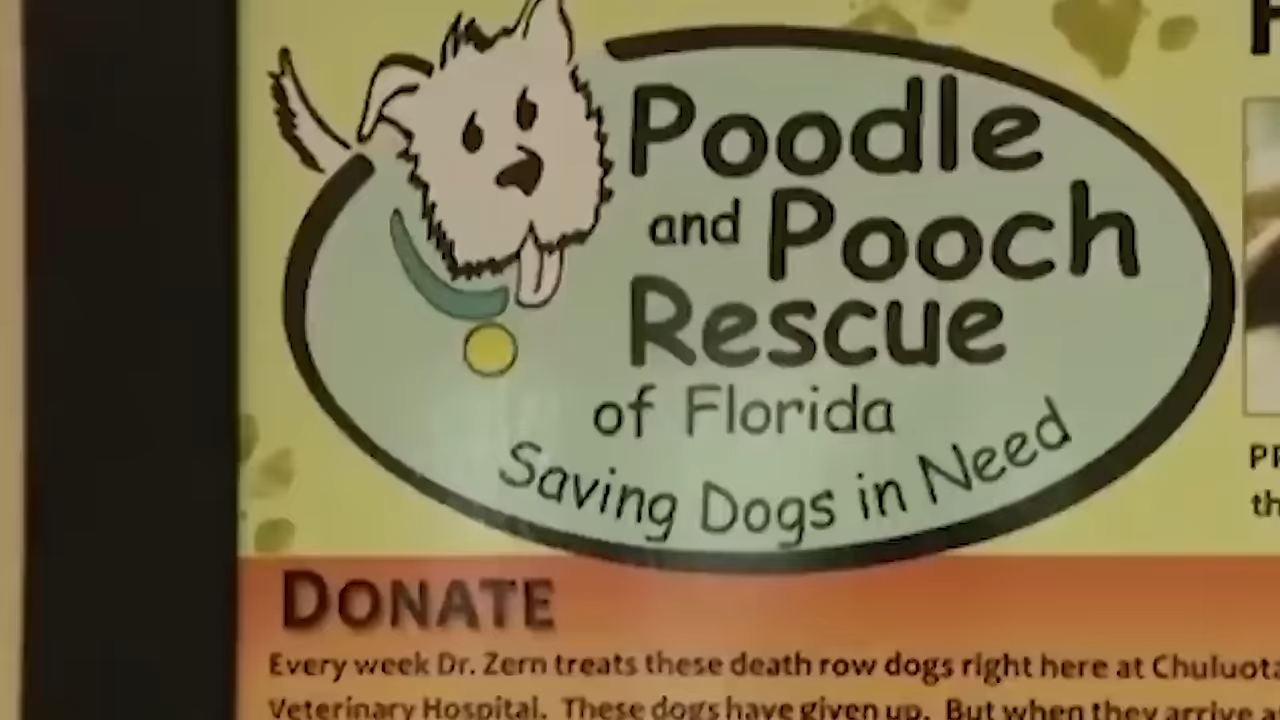 Poodle
and Pooch
Rescue
of Florida
Saving Dogs in Need
DONATE
Every week Dr. Zern treats these death row dogs right here at Chuluota
Veterinary Hospital. These dogs have given up. But when they arrive